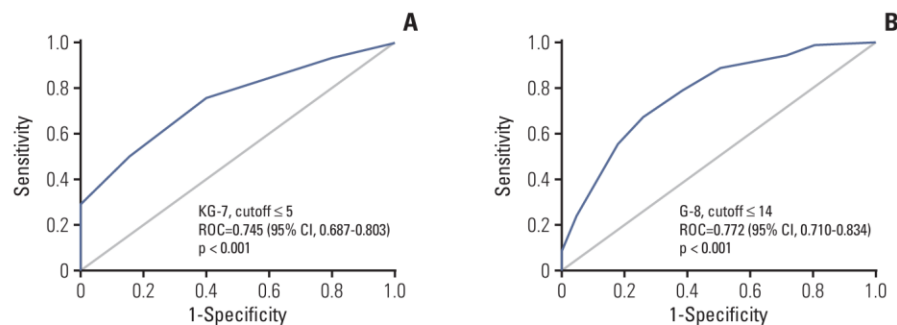 A
1.0
0.8
0.6
0.4
0.2
0
Sensitivity
KG-7, cutoff ≤ 5
ROC=0.745 (95% CI, 0.687-0.803)
p < 0.001
0 0.2 0.4 0.6 0.8 1.0
1-Specificity
B
1.0
0.8
0.6
0.4
0.2
0
Sensitivity
G-8, cutoff ≤ 14
ROC=0.772 (95% CI, 0.710-0.834)
p < 0.001
0 0.2 0.4 0.6 0.8 1.0
1-Specificity